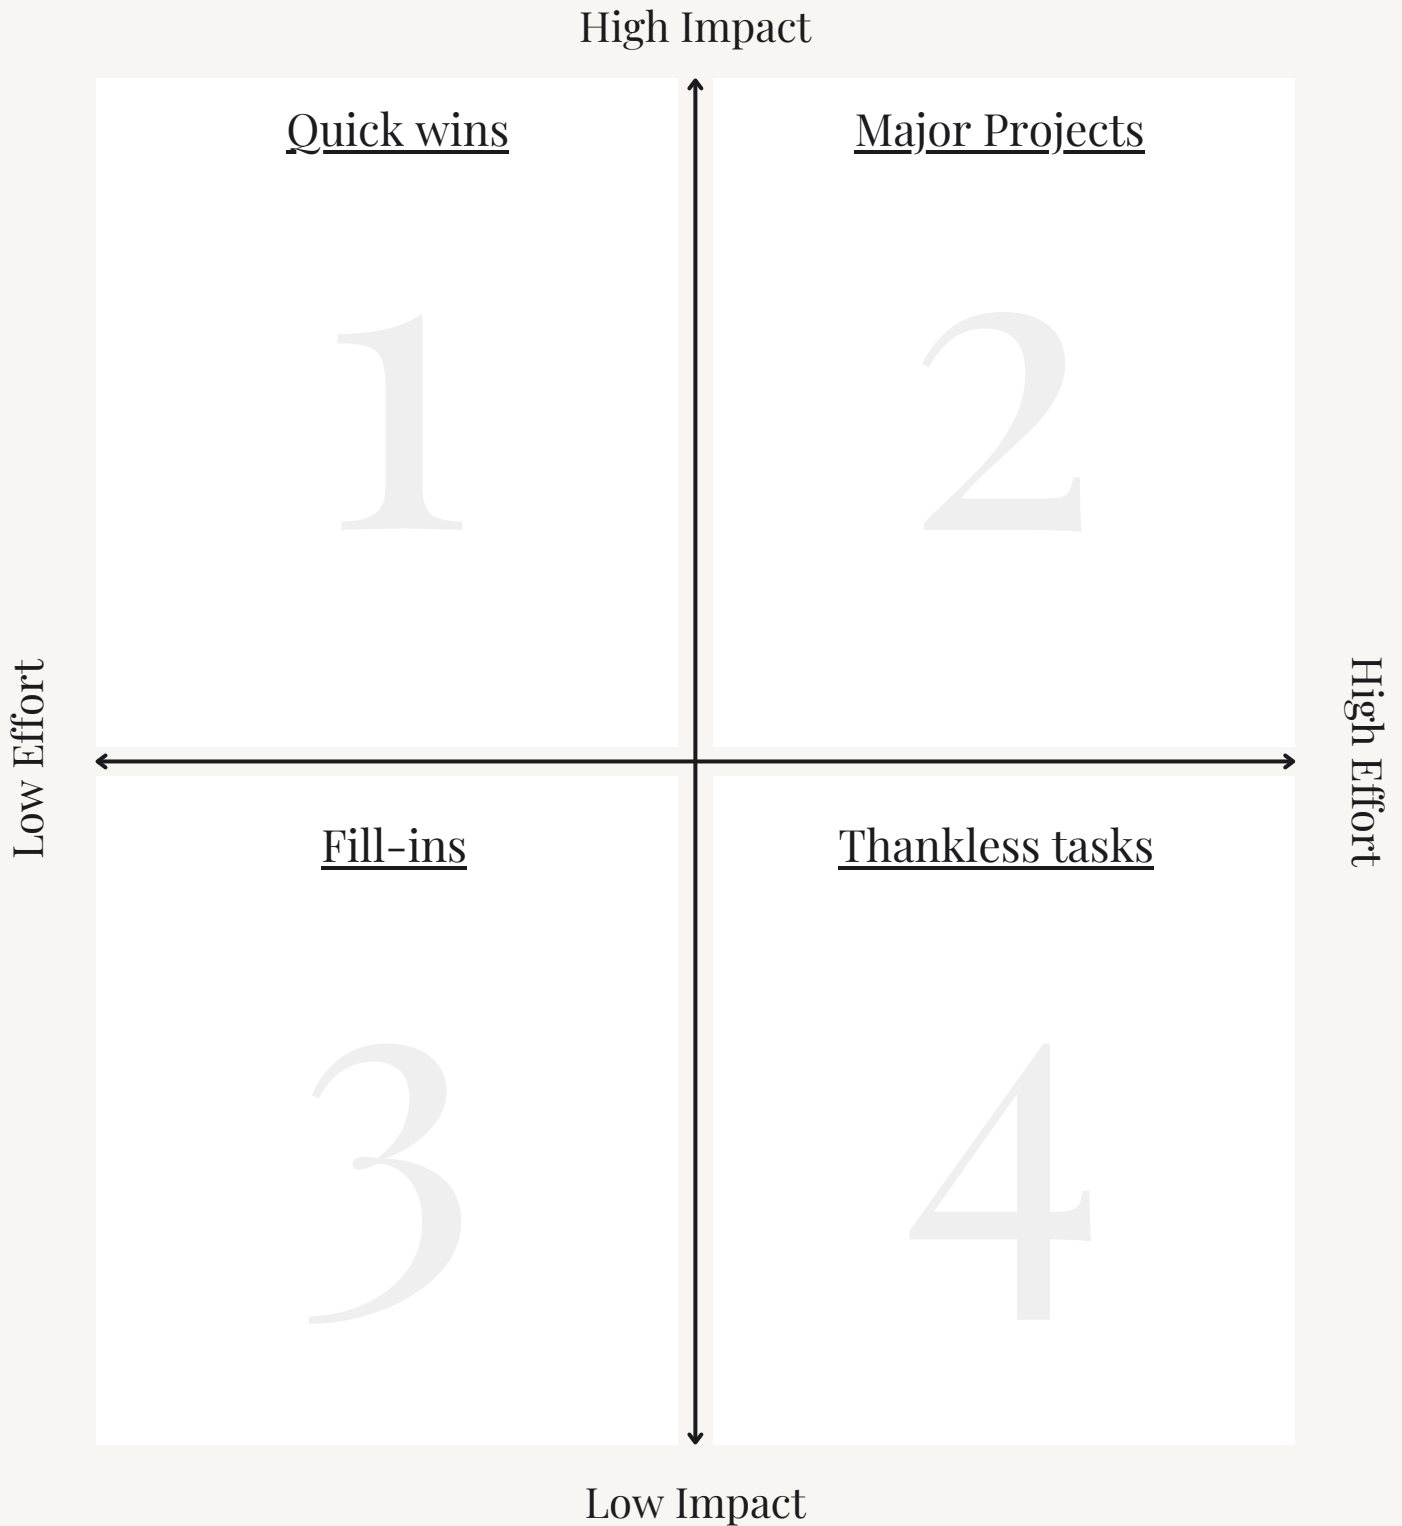 High Impact
Quick wins
Major Projects
1
2
Low Effort
High Effort
Fill-ins
Thankless tasks
3
4
Low Impact